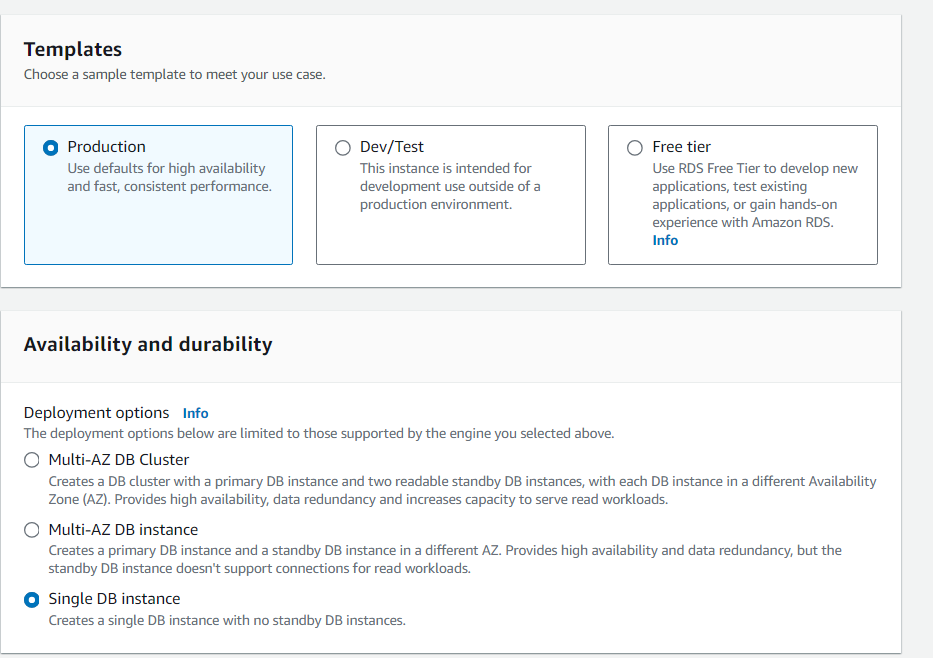 Templates
Choose a sample template to meet your use case.
Production
Use defaults for high availability
and fast, consistent performance.
Dev/Test
This instance is intended for
development use outside of a
production environment.
Free tier
Use RDS Free Tier to develop new
applications, test existing
applications, or gain hands-on
experience with Amazon RDS.
Info
Availability and durability
Deployment options Info
The deployment options below are limited to those supported by the engine you selected above.
Multi-AZ DB Cluster
Creates a DB cluster with a primary DB instance and two readable standby DB instances, with each DB instance in a different Availability
Zone (AZ). Provides high availability, data redundancy and increases capacity to serve read workloads.
Multi-AZ DB instance
Creates a primary DB instance and a standby DB instance in a different AZ. Provides high availability and data redundancy, but the
standby DB instance doesn't support connections for read workloads.
Single DB instance
Creates a single DB instance with no standby DB instances.